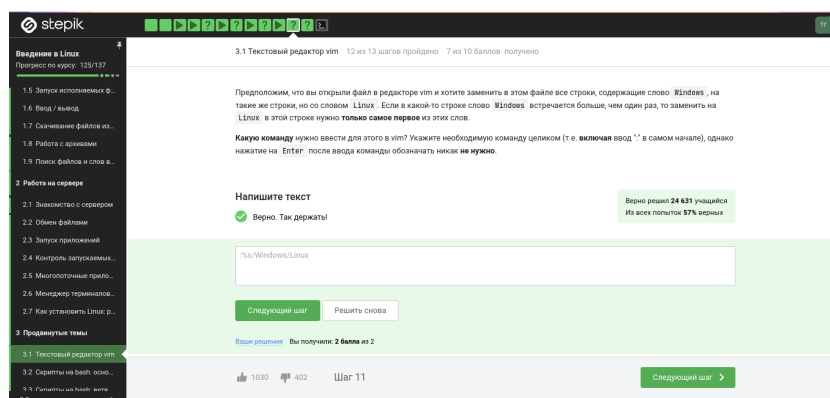 stepik
тг
Введение в Linux
Прогресс по курсу: 125/137
1.5 Запуск исполняемых ф...
1.6 Ввод / вывод
1.7 Скачивание файлов из...
1.8 Работа с архивами
1.9 Поиск файлов и слов в...
2 Работа на сервере
2.1 Знакомство с сервером
2.2 Обмен файлами
2.3 Запуск приложений
2.4 Контроль запускаемых...
2.5 Многопоточные прило...
2.6 Менеджер терминалов...
2.7 Как установить Linux: р...
3 Продвинутые темы
3.1 Текстовый редактор vim
3.2 Скрипты на bash: осно...
3.3 Скрипты на bash: ветв...
3.1 Текстовый редактор vim 12 из 13 шагов пройдено 7 из 10 баллов получено
Предположим, что вы открыли файл в редакторе vim и хотите заменить в этом файле все строки, содержащие слово Windows , на
такие же строки, но со словом Linux . Если в какой-то строке слово Windows встречается больше, чем один раз, то заменить на
Linux в этой строке нужно только самое первое из этих слов.
Какую команду нужно ввести для этого в vim? Укажите необходимую команду целиком (т.е. включая ввод ":" в самом начале), однако
нажатие на Enter после ввода команды обозначать никак не нужно.
Напишите текст
Верно. Так держать!
Верно решил 24 631 учащийся
Из всех попыток 57% верных
:%s/Windows/Linux
Следующий шаг
Решить снова
Ваши решения Вы получили: 2 балла из 2
1030 402 Шаг 11
Следующий шаг